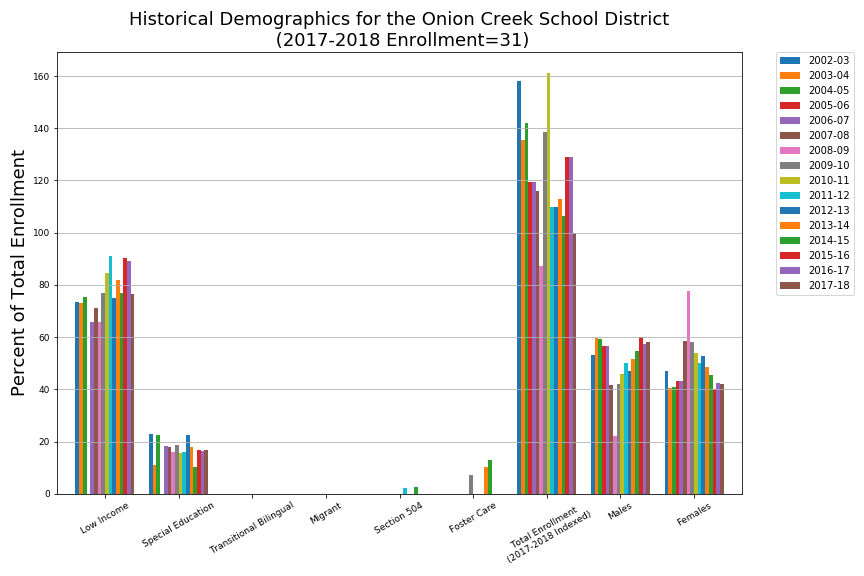 Historical Demographics for the Onion Creek School District
(2017-2018 Enrollment=31)
Percent of Total Enrollment
160
140
120
100
80
60
40
20
0
Low Income
Special Education
Transitional Bilingual
Migrant
Section 504
Foster Care
Total Enrollment
(2017-2018 Indexed)
Males
Females
2002-03
2003-04
2004-05
2005-06
2006-07
2007-08
2008-09
2009-10
2010-11
2011-12
2012-13
2013-14
2014-15
2015-16
2016-17
2017-18